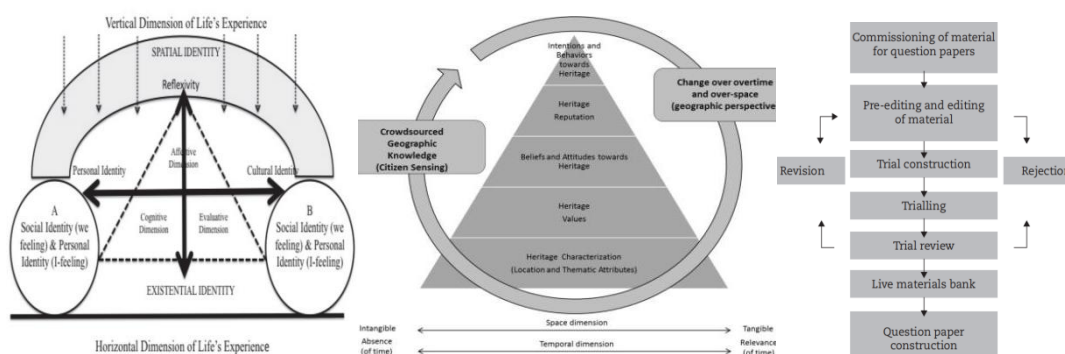 Vertical Dimension of Life's Experience
SPATIAL IDENTITY
Reflexivity
Affective
Dimension
Personal Identity
Cultural Identity
A
Social Identity (we
feeling) & Personal
Identity (I-feeling)
Cognitive
Dimension
Evaluative
Dimension
B
Social Identity (we
feeling) & Personal
Identity (I-feeling)
EXISTENTIAL IDENTITY
Horizontal Dimension of Life's Experience
Intentions and
Behaviors
towards
Heritage
Heritage
Reputation
Beliefs and Attitudes towards
Heritage
Heritage
Values
Heritage Characterization
(Location and Thematic Attributes)
Crowdsourced
Geographic
Knowledge
(Citizen Sensing)
Change over overtime
and over-space
(geographic perspective
Space dimension
Intangible
Tangible
Absence
(of time)
Temporal dimension
Relevance
(of time)
Commissioning of material
for question papers
Pre-editing and editing
of material
Revision
Trial construction
Rejection
Trialling
Trial review
Live materials bank
Question paper
construction